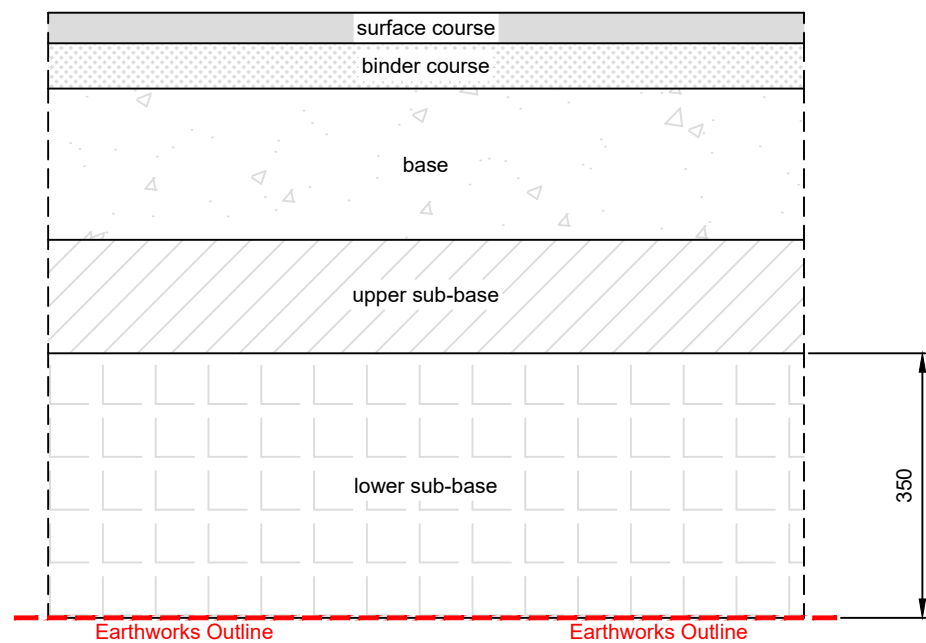 surface course
binder course
base
upper sub-base
lower sub-base
350
Earthworks Outline
Earthworks Outline